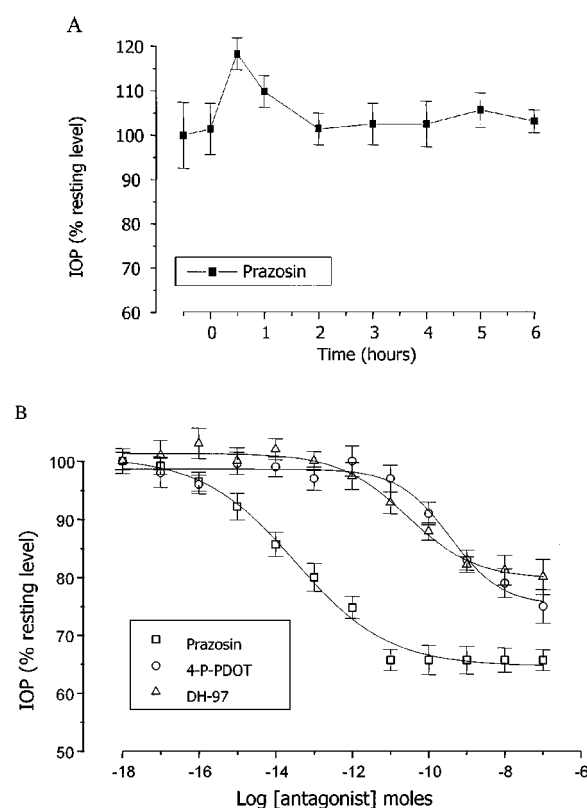 A
IOP (% resting level)
120
110
100
90
80
70
60
Prazosin
0 1 2 3 4 5 6
Time (hours)
B
IOP (% resting level)
100
90
80
70
60
50
Prazosin
4-P-PDOT
DH-97
-18 -16 -14 -12 -10 -8 -6
Log [antagonist] moles